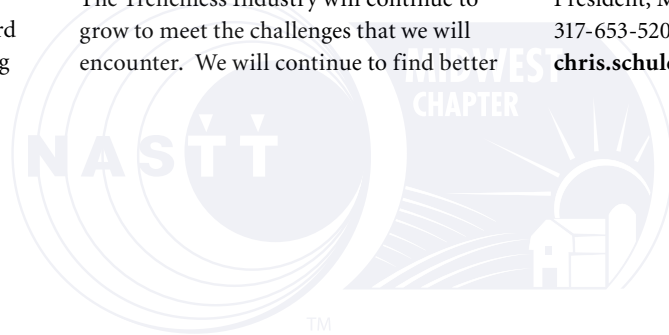 rd
g
The Trenchless Industry will continue to
grow to meet the challenges that we will
encounter. We will continue to find better
President, M
317-653-520
chris.schul
MIDWEST
CHAPTER
NASTT
TM